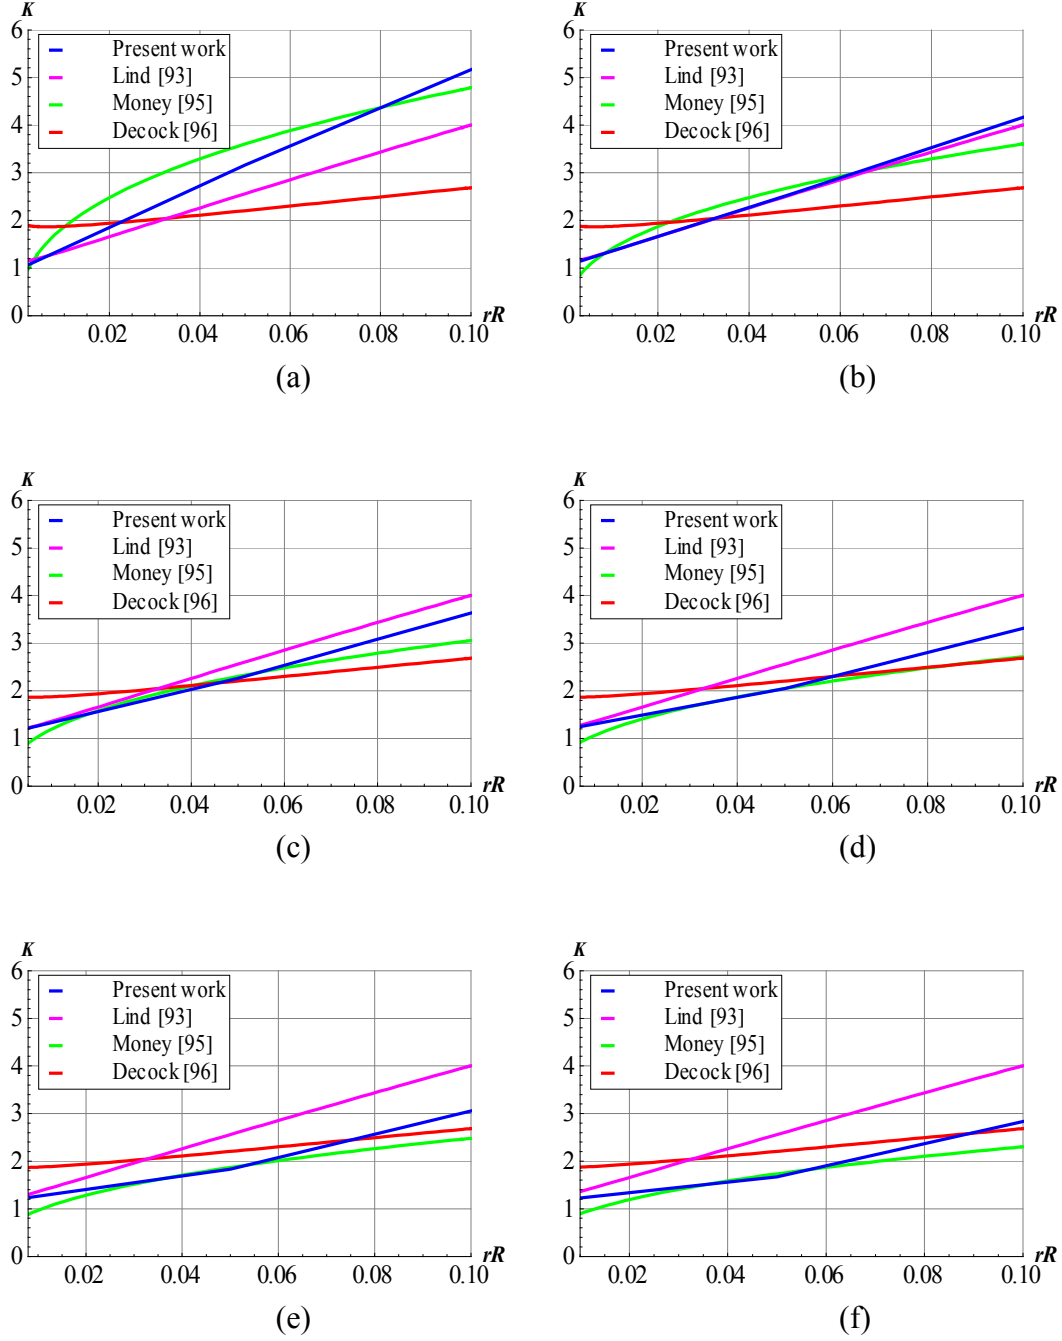 K
6
5
4
3
2
1
0
Present work
Lind [93]
Money [95]
Decock [96]
0.02 0.04 0.06 0.08 0.10 rR
(a)
K
6
5
4
3
2
1
0
Present work
Lind [93]
Money [95]
Decock [96]
0.02 0.04 0.06 0.08 0.10 rR
(b)
K
6
5
4
3
2
1
0
Present work
Lind [93]
Money [95]
Decock [96]
0.02 0.04 0.06 0.08 0.10 rR
(c)
K
6
5
4
3
2
1
0
Present work
Lind [93]
Money [95]
Decock [96]
0.02 0.04 0.06 0.08 0.10 rR
(d)
K
6
5
4
3
2
1
0
Present work
Lind [93]
Money [95]
Decock [96]
0.02 0.04 0.06 0.08 0.10 rR
(e)
K
6
5
4
3
2
1
0
Present work
Lind [93]
Money [95]
Decock [96]
0.02 0.04 0.06 0.08 0.10 rR
(f)